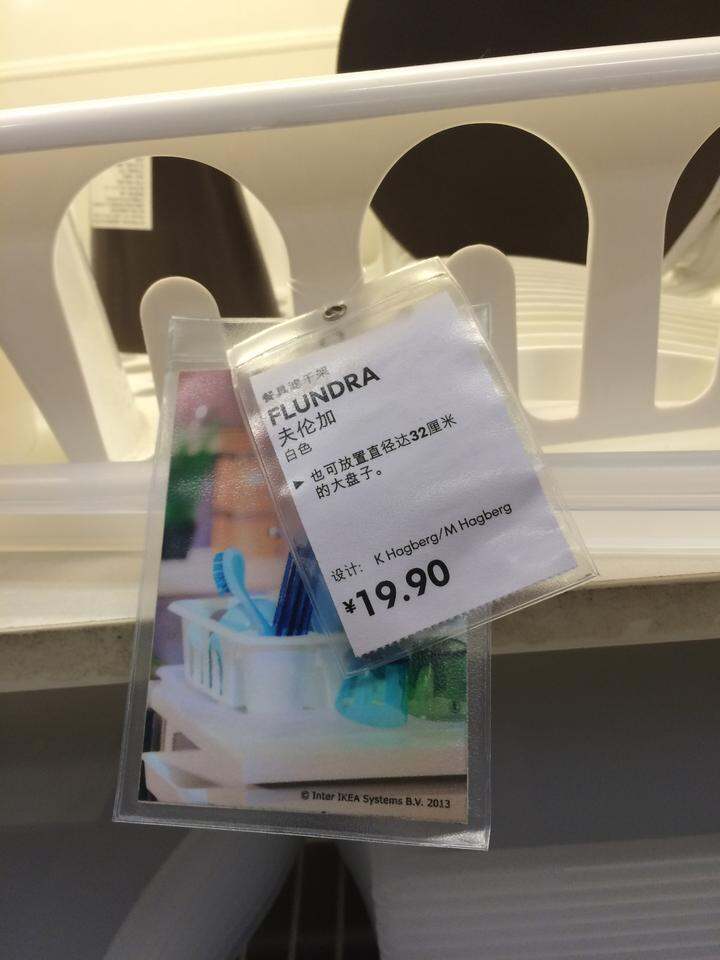 餐具滤干架
FLUNDRA
夫伦加
白色
▶ 也可放置直径达32厘米
的大盘子。
设计: K Hagberg/M Hagberg
¥19.90
© Inter IKEA Systems B.V. 2013